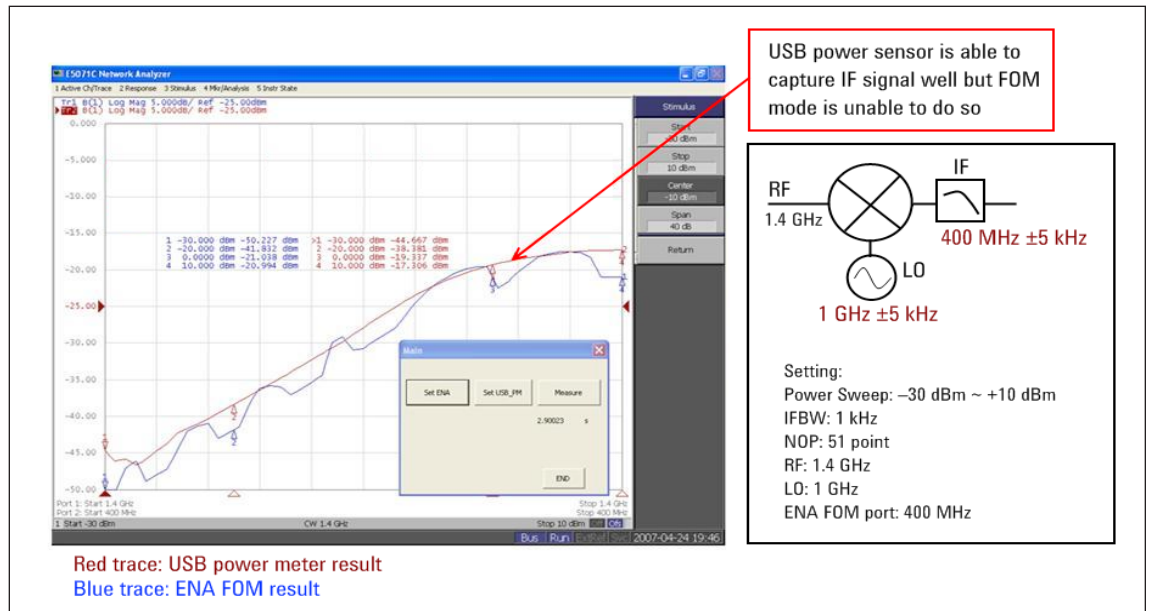 USB power sensor is able to
capture IF signal well but FOM
mode is unable to do so
E5071C Network Analyzer
1 Active Ch/Trace 2 Response 3 Stimulus 4 Mkr/Analysis 5 Instr State
Tr1 B(1) Log Mag 5.000dB/ Ref -25.00dBm
Tr2 B(1) Log Mag 5.000dB/ Ref -25.00dBm
0.000
-5.000
-10.00
-15.00
-20.00
-25.00
-30.00
-35.00
-40.00
-45.00
-50.00
1 -30.000 dBm -50.227 dBm >1 -30.000 dBm -44.667 dBm
2 -20.000 dBm -41.832 dBm 2 -20.000 dBm -38.381 dBm
3 0.0000 dBm -21.038 dBm 3 0.0000 dBm -19.337 dBm
4 10.000 dBm -20.994 dBm 4 10.000 dBm -17.306 dBm
Main
Set ENA Set USB_PM Measure
2.90023 s
END
Port 1: Start 1.4 GHz Stop 1.4 GHz
Port 2: Start 400 MHz Stop 400 MHz
1 Start -30 dBm CW 1.4 GHz Stop 10 dBm Off
Bus Run ExtRef Svc 2007-04-24 19:46
Stimulus
Start
-30 dBm
Stop
10 dBm
Center
-10 dBm
Span
40 dB
Return
RF
1.4 GHz
IF
400 MHz ±5 kHz
LO
1 GHz ±5 kHz
Setting:
Power Sweep: –30 dBm ~ +10 dBm
IFBW: 1 kHz
NOP: 51 point
RF: 1.4 GHz
LO: 1 GHz
ENA FOM port: 400 MHz
Red trace: USB power meter result
Blue trace: ENA FOM result